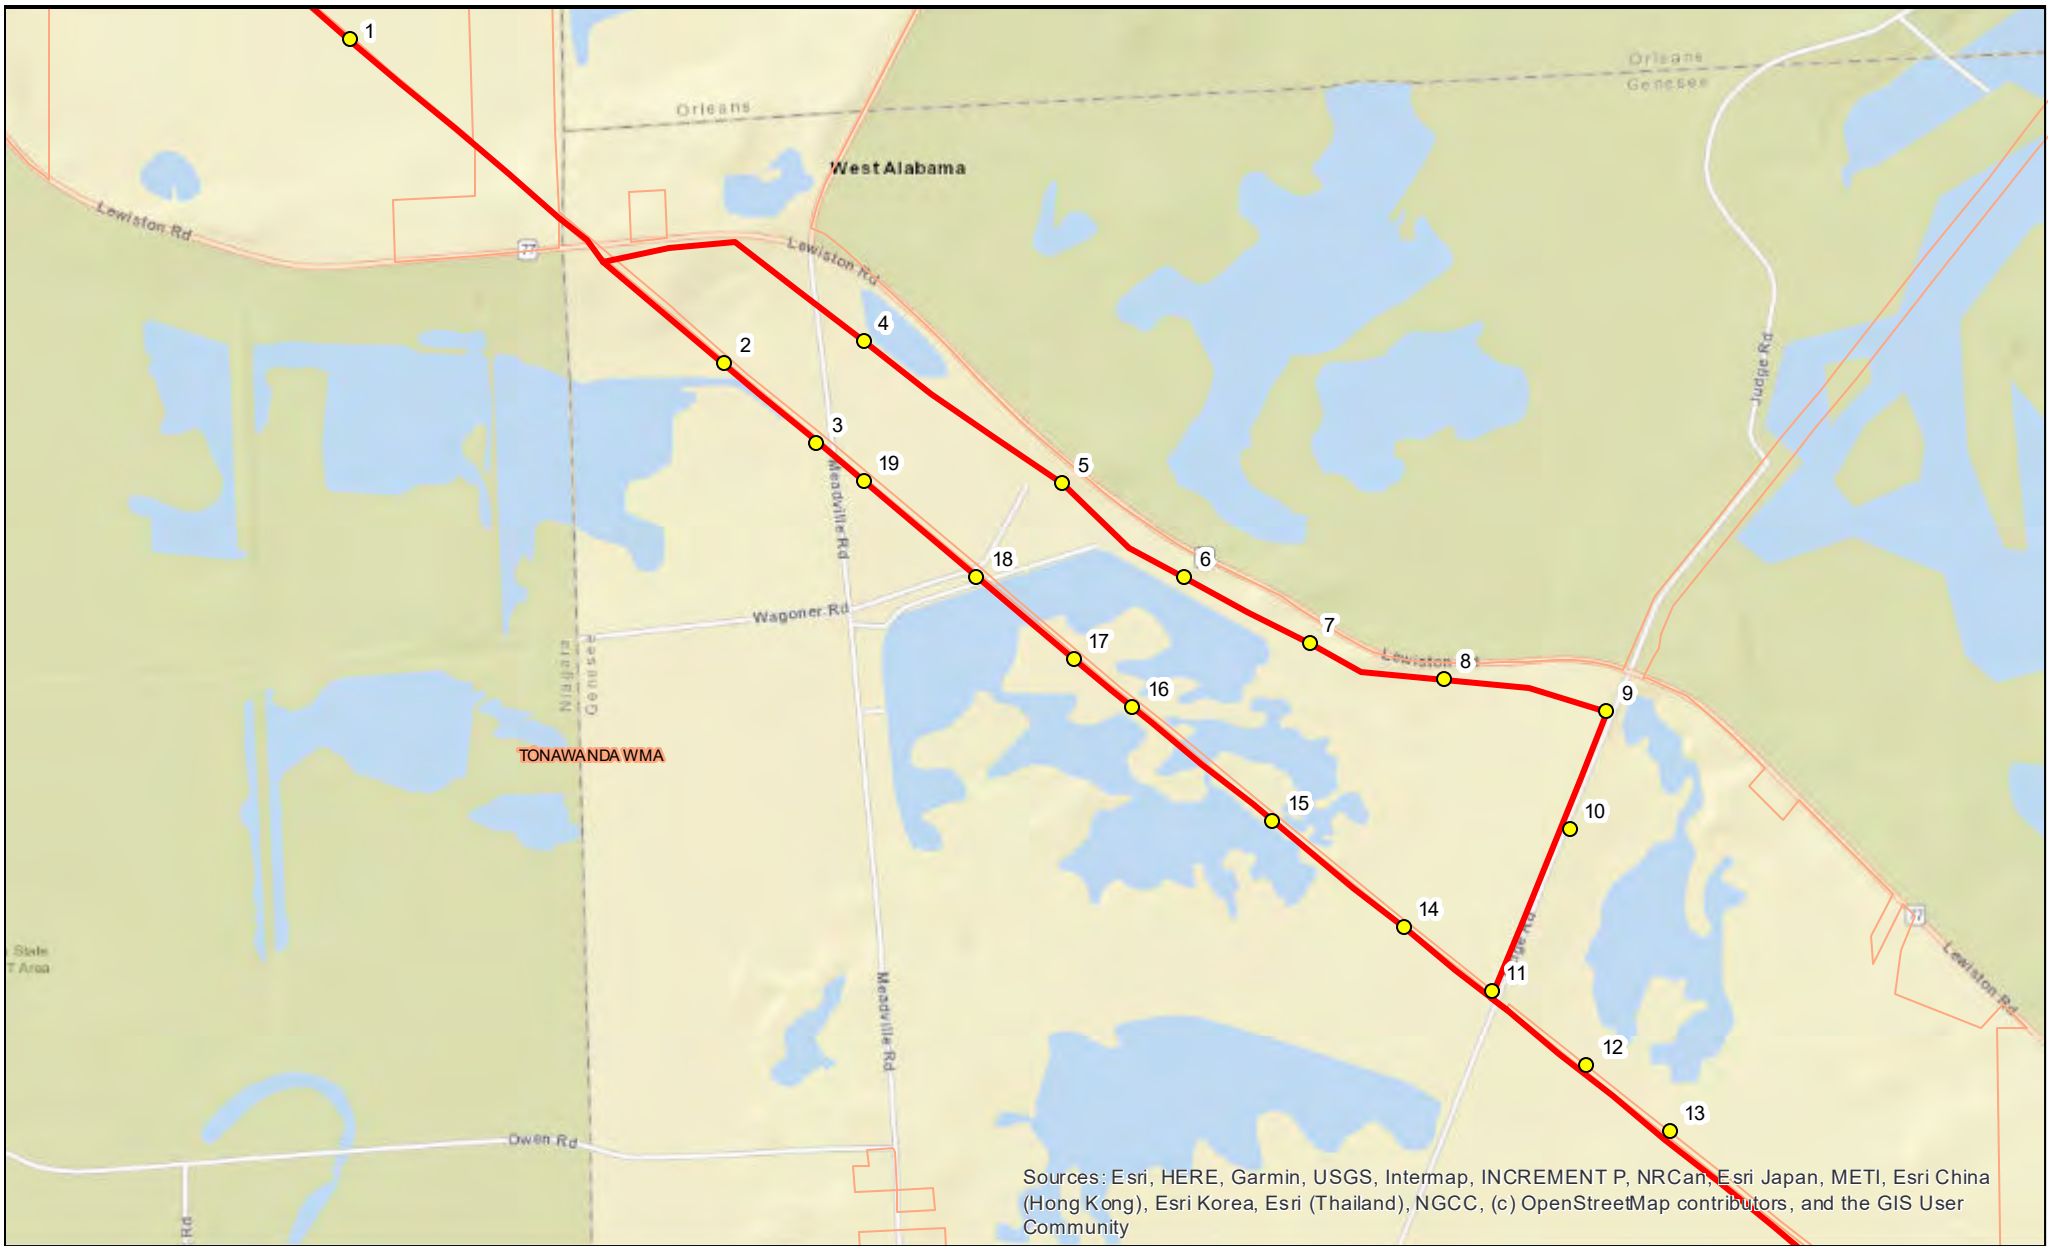 1
Orleans
Genesee
Orleans
West Alabama
Lewiston Rd
77
Lewiston Rd
4
2
Judge Rd
3
19
5
Meadville Rd
18
6
Wagoner Rd
7
17
Lewiston
8
Niagara
Genesee
16
9
TONAWANDA WMA
15
10
14
State
T Area
Lewiston Rd
ge Rd
11
Meadville Rd
12
13
Owen Rd
Rd
Sources: Esri, HERE, Garmin, USGS, Intermap, INCREMENT P, NRCan, Esri Japan, METI, Esri China
(Hong Kong), Esri Korea, Esri (Thailand), NGCC, (c) OpenStreetMap contributors, and the GIS User
Community